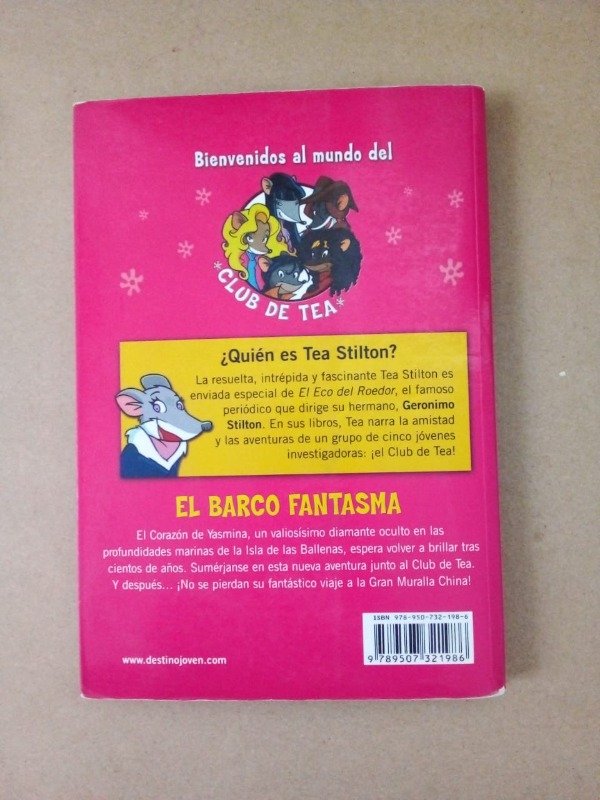 Bienvenidos al mundo del
*CLUB DE TEA*
¿Quién es Tea Stilton?
La resuelta, intrépida y fascinante Tea Stilton es
enviada especial de El Eco del Roedor, el famoso
periódico que dirige su hermano, Geronimo
Stilton. En sus libros, Tea narra la amistad
y las aventuras de un grupo de cinco jóvenes
investigadoras: ¡el Club de Tea!
EL BARCO FANTASMA
El Corazón de Yasmina, un valiosísimo diamante oculto en las
profundidades marinas de la Isla de las Ballenas, espera volver a brillar tras
cientos de años. Sumérjanse en esta nueva aventura junto al Club de Tea.
Y después... ¡No se pierdan su fantástico viaje a la Gran Muralla China!
ISBN 978-950-732-198-6
9 789507 321986
www.destinojoven.com